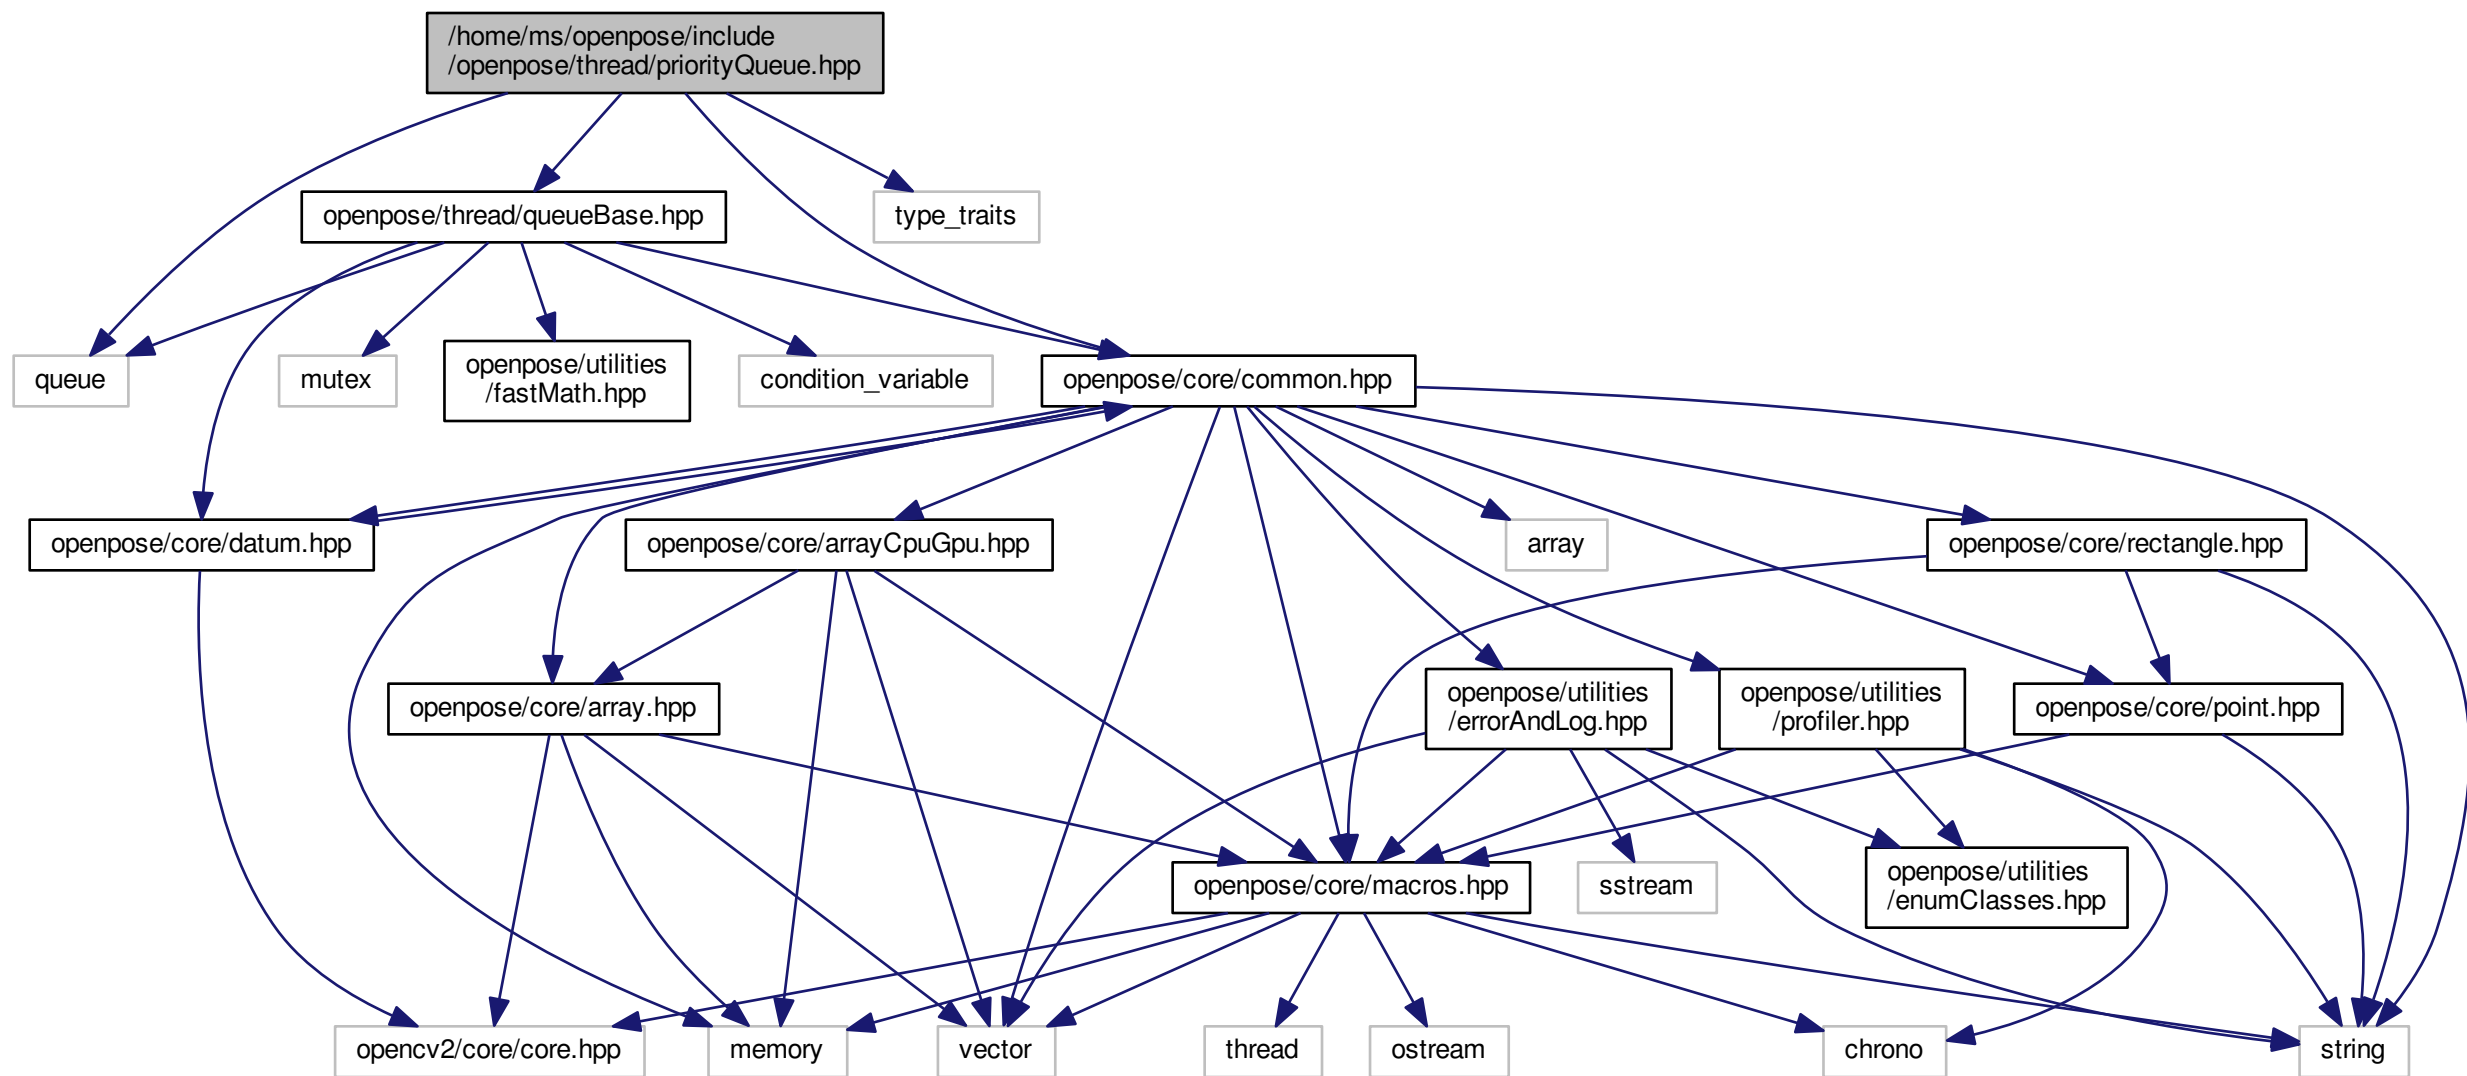 /home/ms/openpose/include
/openpose/thread/priorityQueue.hpp
openpose/thread/queueBase.hpp
type_traits
queue
mutex
openpose/utilities
/fastMath.hpp
condition_variable
openpose/core/common.hpp
openpose/core/datum.hpp
openpose/core/arrayCpuGpu.hpp
array
openpose/core/rectangle.hpp
openpose/core/array.hpp
openpose/utilities
/errorAndLog.hpp
openpose/utilities
/profiler.hpp
openpose/core/point.hpp
openpose/core/macros.hpp
sstream
openpose/utilities
/enumClasses.hpp
opencv2/core/core.hpp
memory
vector
thread
ostream
chrono
string